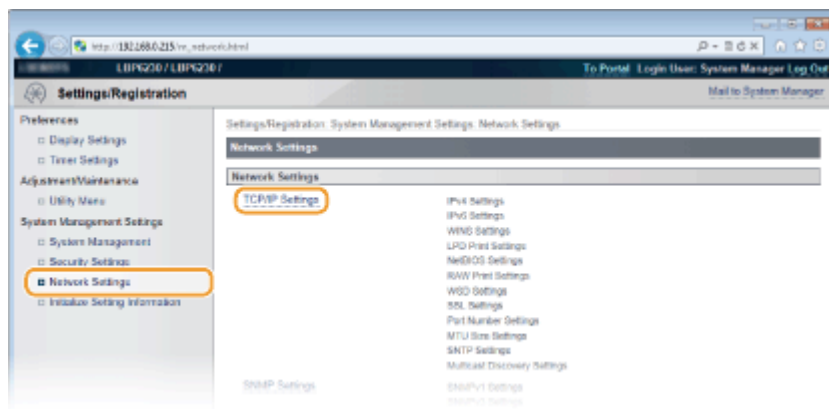 http://192.168.0.215/m_network.html
LBP6230 / LBP6230 /
To Portal Login User: System Manager Log Out
Settings/Registration
Mail to System Manager
Preferences
Display Settings
Timer Settings
Adjustment/Maintenance
Utility Menu
System Management Settings
System Management
Security Settings
Network Settings
Initialize Setting Information
Settings/Registration: System Management Settings: Network Settings
Network Settings
Network Settings
TCP/IP Settings
IPv4 Settings
IPv6 Settings
WINS Settings
LPD Print Settings
NetBIOS Settings
RAW Print Settings
WSD Settings
SSL Settings
Port Number Settings
MTU Size Settings
SNTP Settings
Multicast Discovery Settings
SNMP Settings
SNMPv1 Settings
SNMPv3 Settings